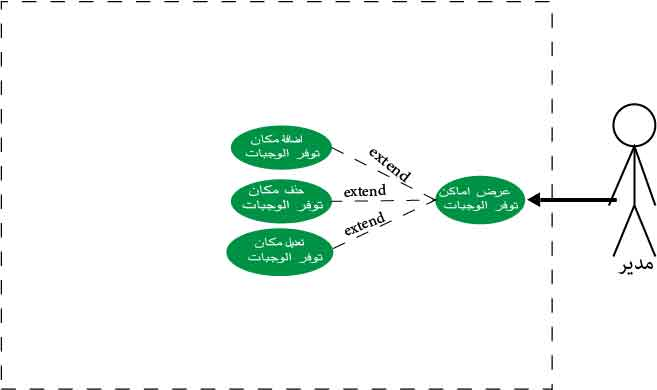 اضافة مكان
توفر الوجبات
extend
حذف مكان
توفر الوجبات
extend
عرض اماكن
توفر الوجبات
extend
تعديل مكان
توفر الوجبات
مدير